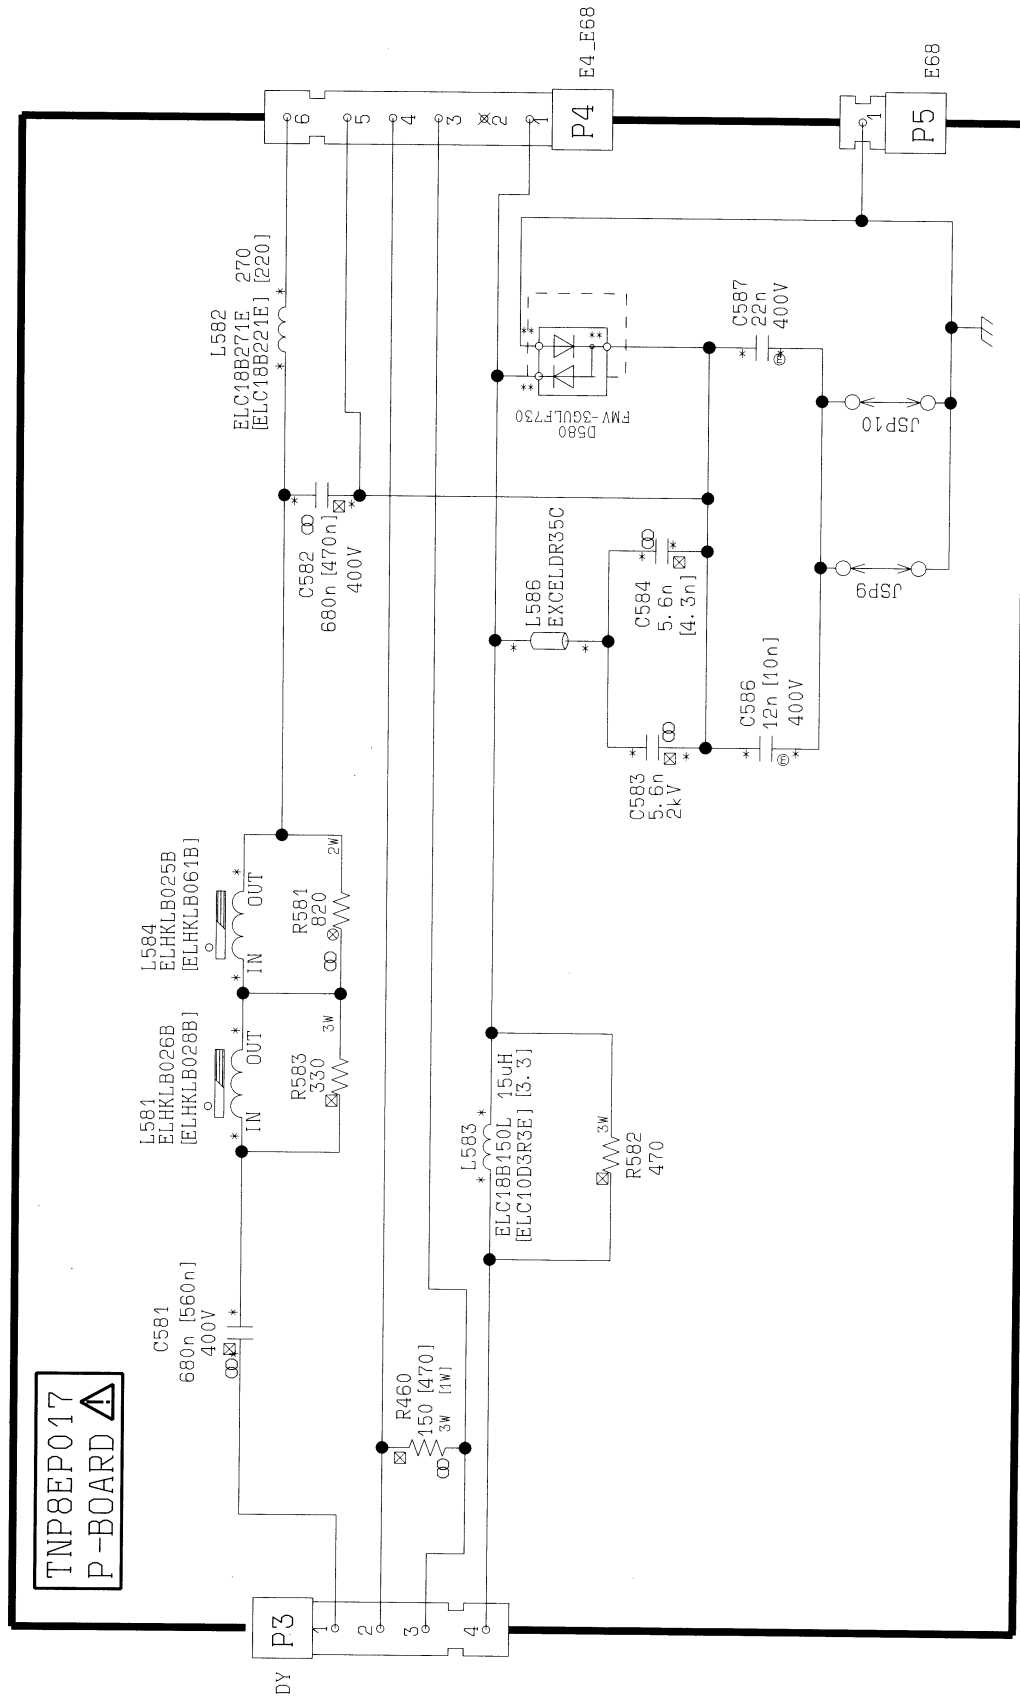 TNP8EP017
P-BOARD
DY
P3
1
2
3
4
C581
680n [560n]
400V
L581
ELHKLB026B
[ELHKLB028B]
IN
OUT
R583
330
3W
L584
ELHKLB025B
[ELHKLB061B]
IN
OUT
R581
820
2W
C582
680n [470n]
400V
L582
ELC18B271E 270
[ELC18B221E] [220]
R460
150 [470]
3W [1W]
L583
ELC18B150L 15uH
[ELC10D3R3E] [3.3]
3W
R582
470
L586
EXCELDR35C
C583
5.6n
2kV
C584
5.6n
[4.3n]
C586
12n [10n]
400V
m
D580
FMV-3GULF730
C587
22n
400V
m
JSP9
JSP10
6
5
4
3
2
1
P4
E4_E68
1
P5
E68